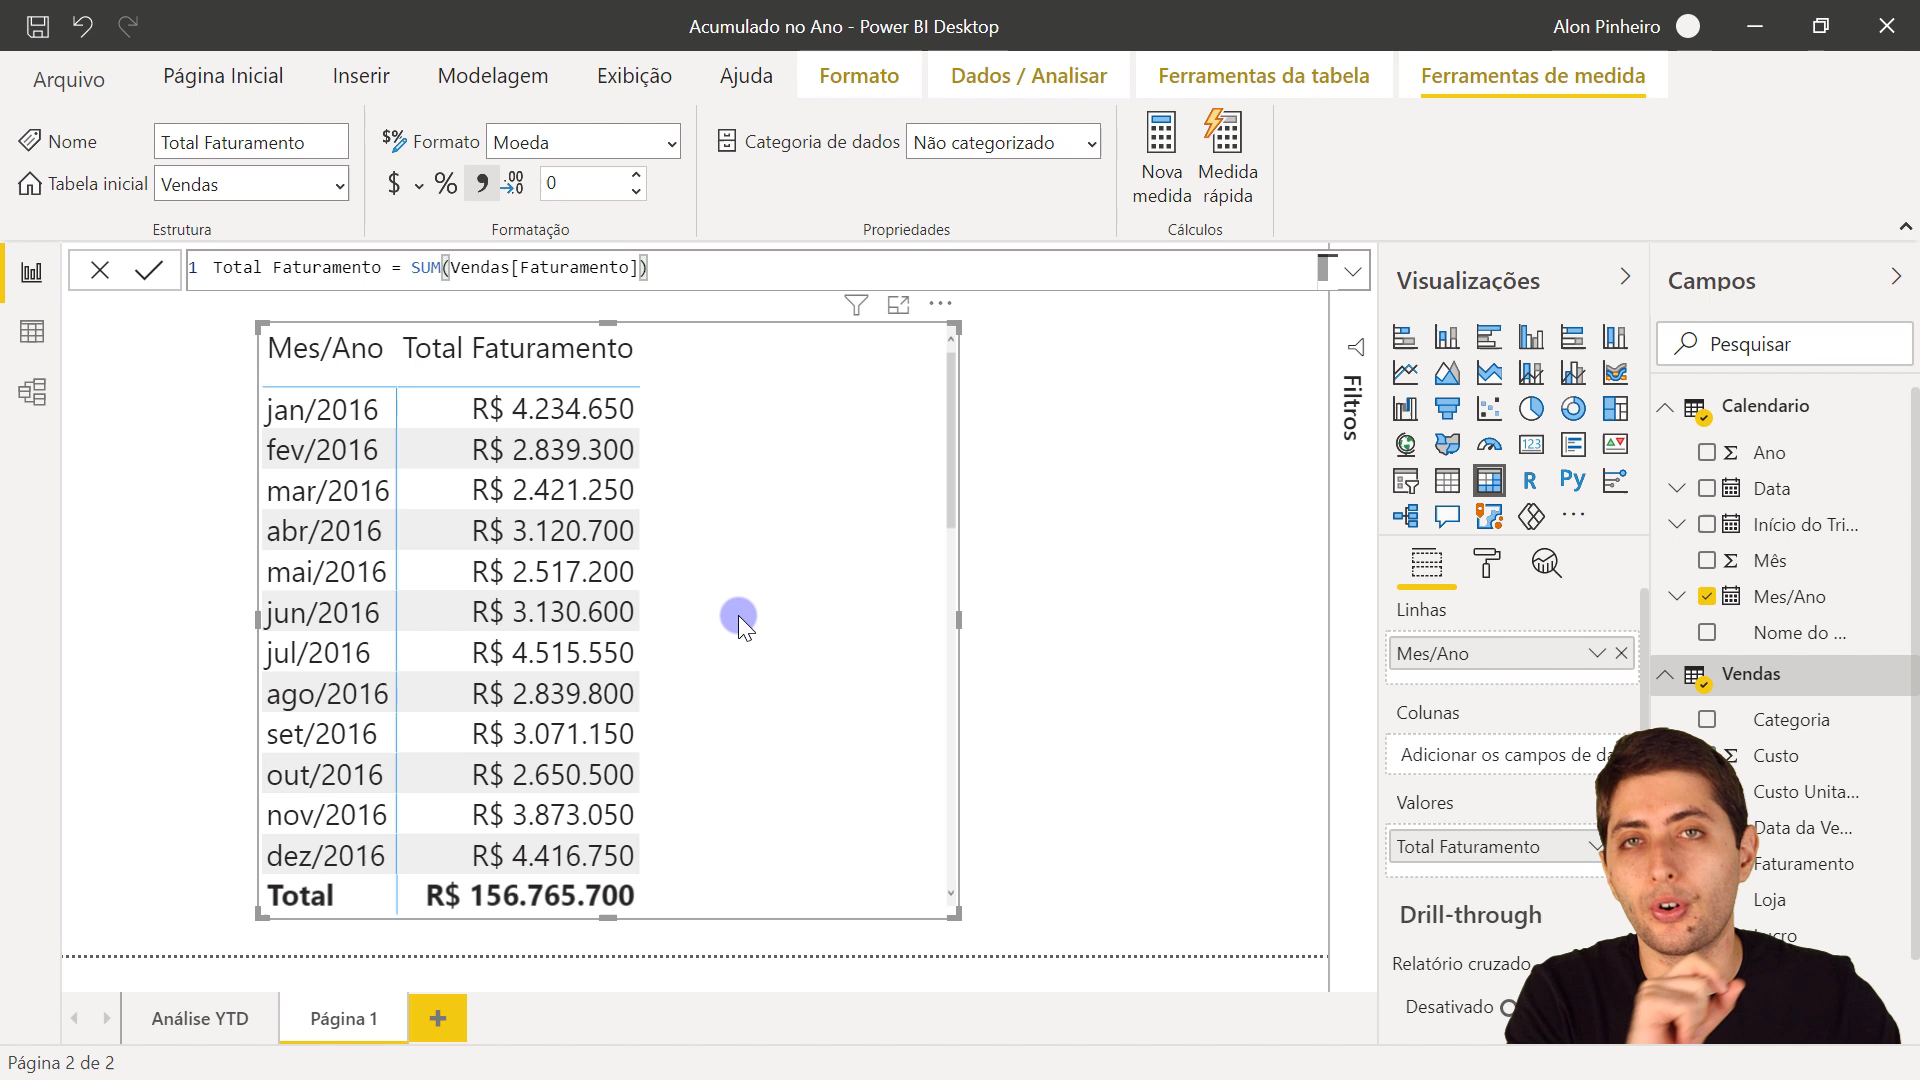 Acumulado no Ano - Power BI Desktop
Alon Pinheiro
Arquivo
Página Inicial
Inserir
Modelagem
Exibição
Ajuda
Formato
Dados / Analisar
Ferramentas da tabela
Ferramentas de medida
Nome
Total Faturamento
Tabela inicial
Vendas
Estrutura
$% Formato
Moeda
$ % 9 .00 0
Formatação
Categoria de dados
Não categorizado
Propriedades
Nova medida
Medida rápida
Cálculos
1 Total Faturamento = SUM(Vendas[Faturamento])
Mes/Ano Total Faturamento
jan/2016 R$ 4.234.650
fev/2016 R$ 2.839.300
mar/2016 R$ 2.421.250
abr/2016 R$ 3.120.700
mai/2016 R$ 2.517.200
jun/2016 R$ 3.130.600
jul/2016 R$ 4.515.550
ago/2016 R$ 2.839.800
set/2016 R$ 3.071.150
out/2016 R$ 2.650.500
nov/2016 R$ 3.873.050
dez/2016 R$ 4.416.750
Total R$ 156.765.700
Filtros
Visualizações
123
R Py
Linhas
Mes/Ano
Colunas
Adicionar os campos de da
Valores
Total Faturamento
Drill-through
Relatório cruzado
Desativado
Campos
Pesquisar
Calendario
Σ Ano
Data
Início do Tri...
Σ Mês
Mes/Ano
Nome do ...
Vendas
Categoria
Σ Custo
Custo Unita...
Data da Ve...
Faturamento
Loja
ucro
Análise YTD
Página 1
+
Página 2 de 2